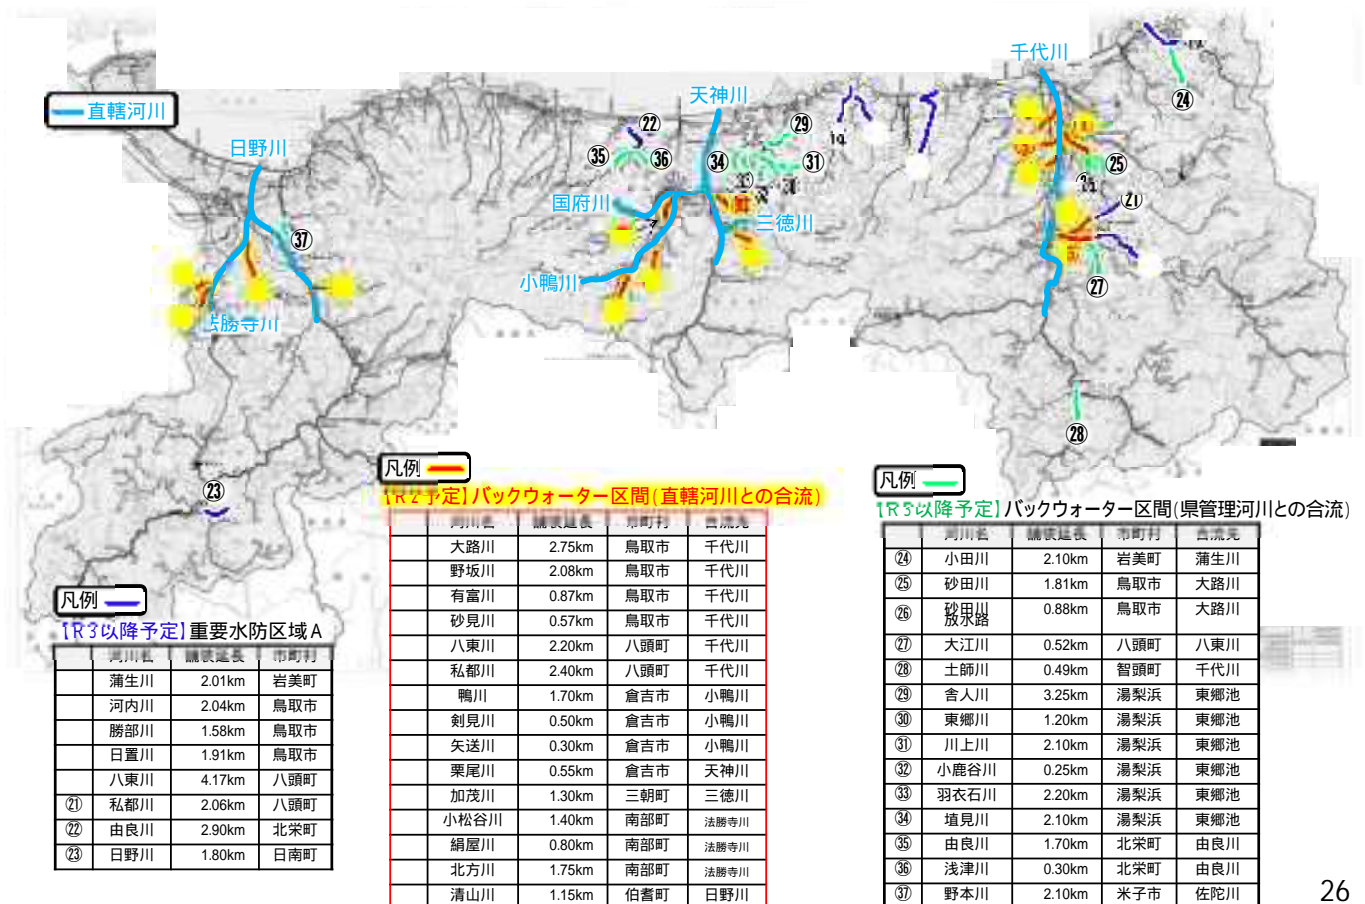 千代川
天神川
直轄河川
日野川
㉔
㉒
㉙
㉟
㊱
㉞
㉛
㉕
国府川
三徳川
㉑
㊲
小鴨川
㉗
法勝寺川
㉘
㉓
凡例
【R2予定】バックウォーター区間(直轄河川との合流)
河川名 舗装延長 市町村 合流先
大路川 2.75km 鳥取市 千代川
野坂川 2.08km 鳥取市 千代川
有富川 0.87km 鳥取市 千代川
砂見川 0.57km 鳥取市 千代川
八東川 2.20km 八頭町 千代川
私都川 2.40km 八頭町 千代川
鴨川 1.70km 倉吉市 小鴨川
剣見川 0.50km 倉吉市 小鴨川
矢送川 0.30km 倉吉市 小鴨川
栗尾川 0.55km 倉吉市 天神川
加茂川 1.30km 三朝町 三徳川
小松谷川 1.40km 南部町 法勝寺川
絹屋川 0.80km 南部町 法勝寺川
北方川 1.75km 南部町 法勝寺川
清山川 1.15km 伯耆町 日野川
凡例
【R3以降予定】バックウォーター区間(県管理河川との合流)
河川名 舗装延長 市町村 合流先
㉔ 小田川 2.10km 岩美町 蒲生川
㉕ 砂田川 1.81km 鳥取市 大路川
㉖ 砂田川放水路 0.88km 鳥取市 大路川
㉗ 大江川 0.52km 八頭町 八東川
㉘ 土師川 0.49km 智頭町 千代川
㉙ 舎人川 3.25km 湯梨浜 東郷池
㉚ 東郷川 1.20km 湯梨浜 東郷池
㉛ 川上川 2.10km 湯梨浜 東郷池
㉜ 小鹿谷川 0.25km 湯梨浜 東郷池
㉝ 羽衣石川 2.20km 湯梨浜 東郷池
㉞ 埴見川 2.10km 湯梨浜 東郷池
㉟ 由良川 1.70km 北栄町 由良川
㊱ 浅津川 0.30km 北栄町 由良川
㊲ 野本川 2.10km 米子市 佐陀川
凡例
【R3以降予定】重要水防区域A
河川名 舗装延長 市町村
蒲生川 2.01km 岩美町
河内川 2.04km 鳥取市
勝部川 1.58km 鳥取市
日置川 1.91km 鳥取市
八東川 4.17km 八頭町
㉑ 私都川 2.06km 八頭町
㉒ 由良川 2.90km 北栄町
㉓ 日野川 1.80km 日南町
26